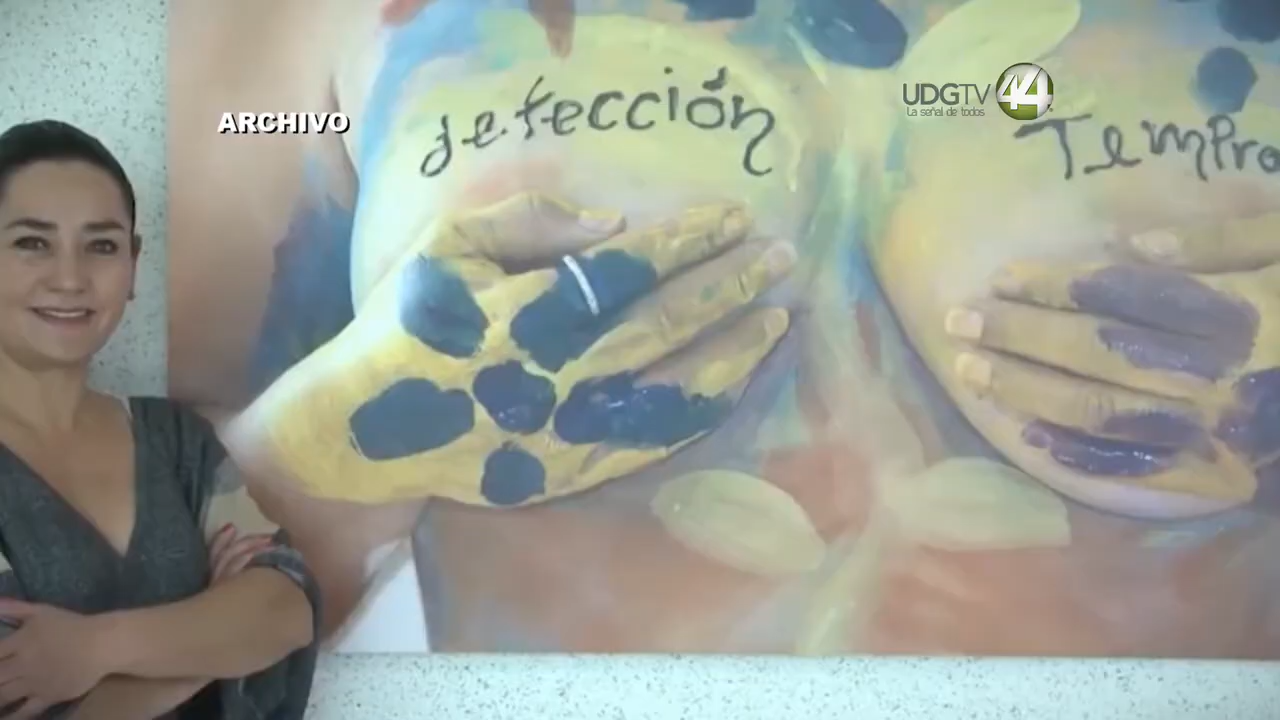 ARCHIVO
UDGTV 44
La señal de todos
detección
Tempra